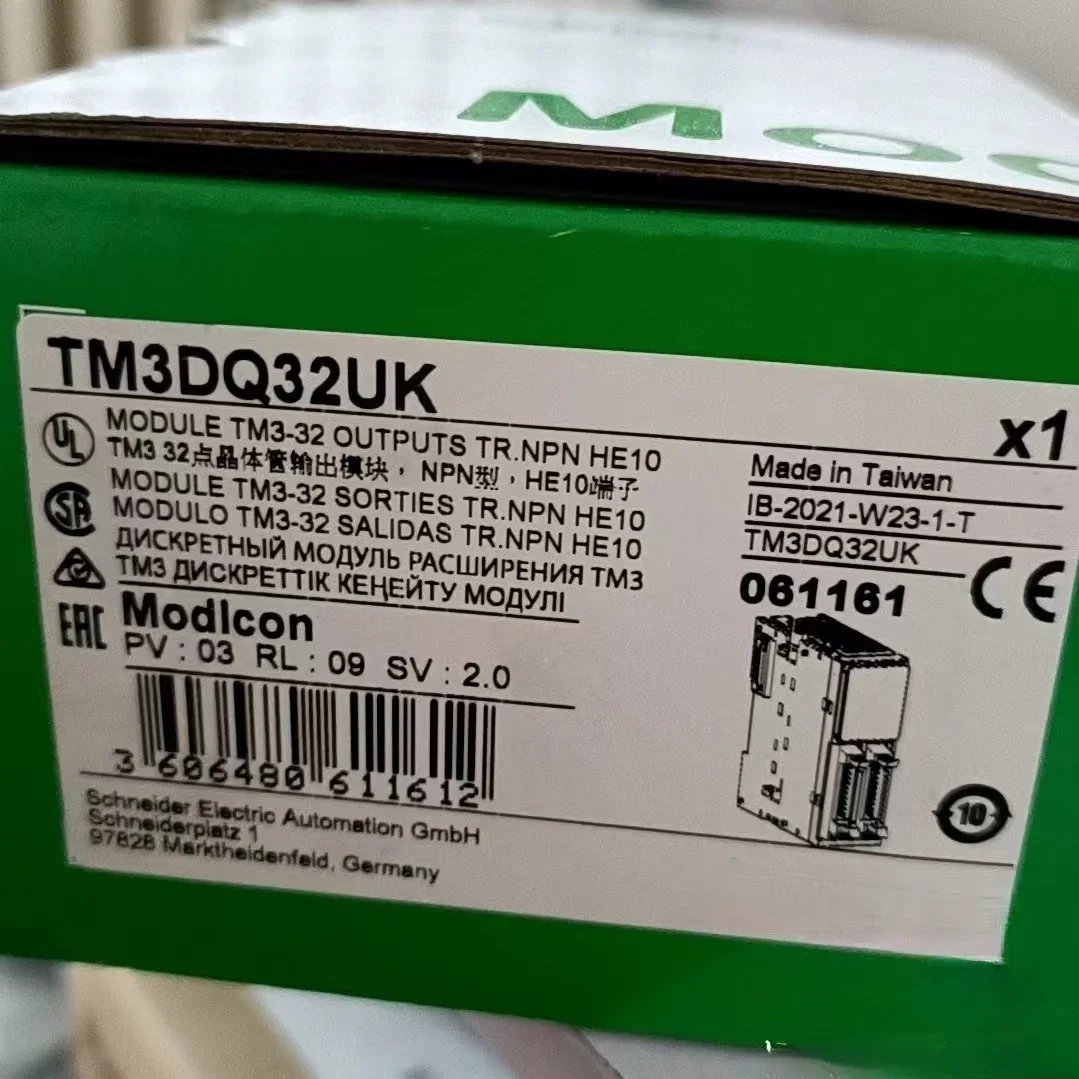 MO
TM3DQ32UK
x1
MODULE TM3-32 OUTPUTS TR.NPN HE10
TM3 32点晶体管输出模块，NPN型，HE10端子
MODULE TM3-32 SORTIES TR.NPN HE10
MODULO TM3-32 SALIDAS TR.NPN HE10
ДИСКРЕТНЫЙ МОДУЛЬ РАСШИРЕНИЯ ТМ3
ТМ3 ДИСКРЕТТІК КЕҢЕЙТУ МОДУЛІ
UL
SA
EAC
ModIcon
PV : 03 RL : 09 SV : 2.0
3 606480 611612
Schneider Electric Automation GmbH
Schneiderplatz 1
97828 Marktheidenfeld, Germany
Made in Taiwan
IB-2021-W23-1-T
TM3DQ32UK
061161
CE
10